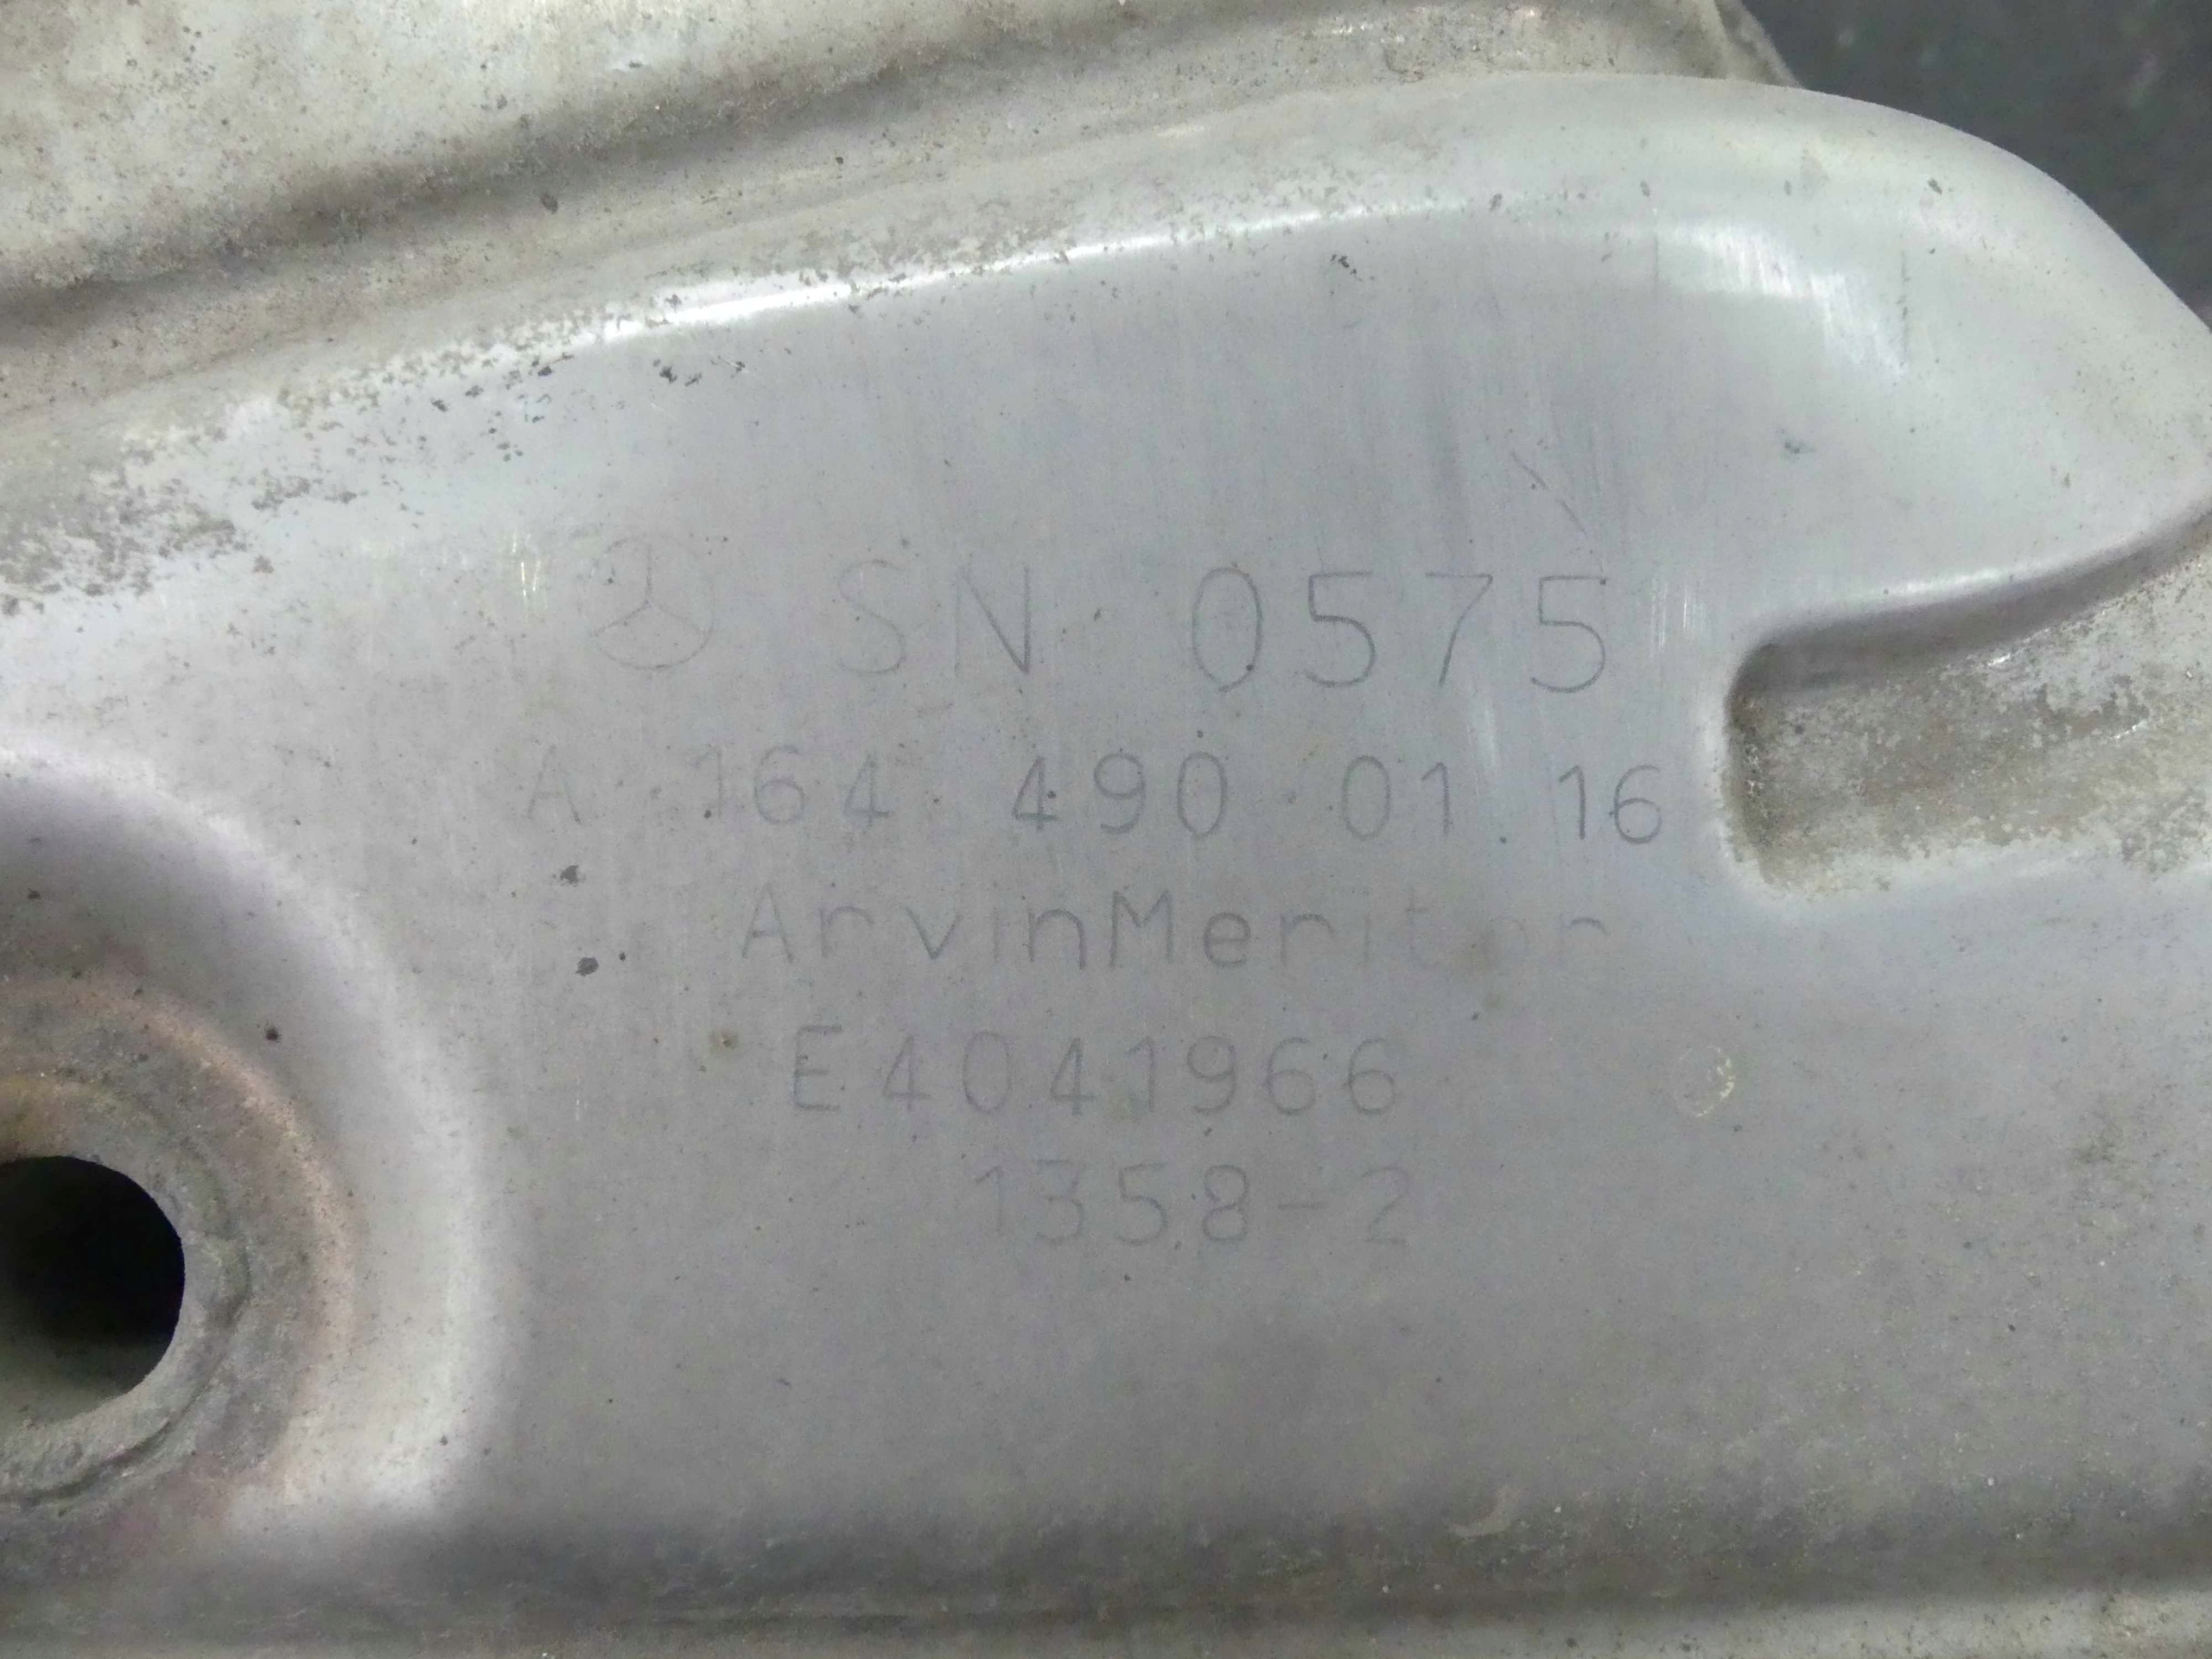 SN 0575
A 164 490 01.16
ArvinMeritor
E4041966
1358-2